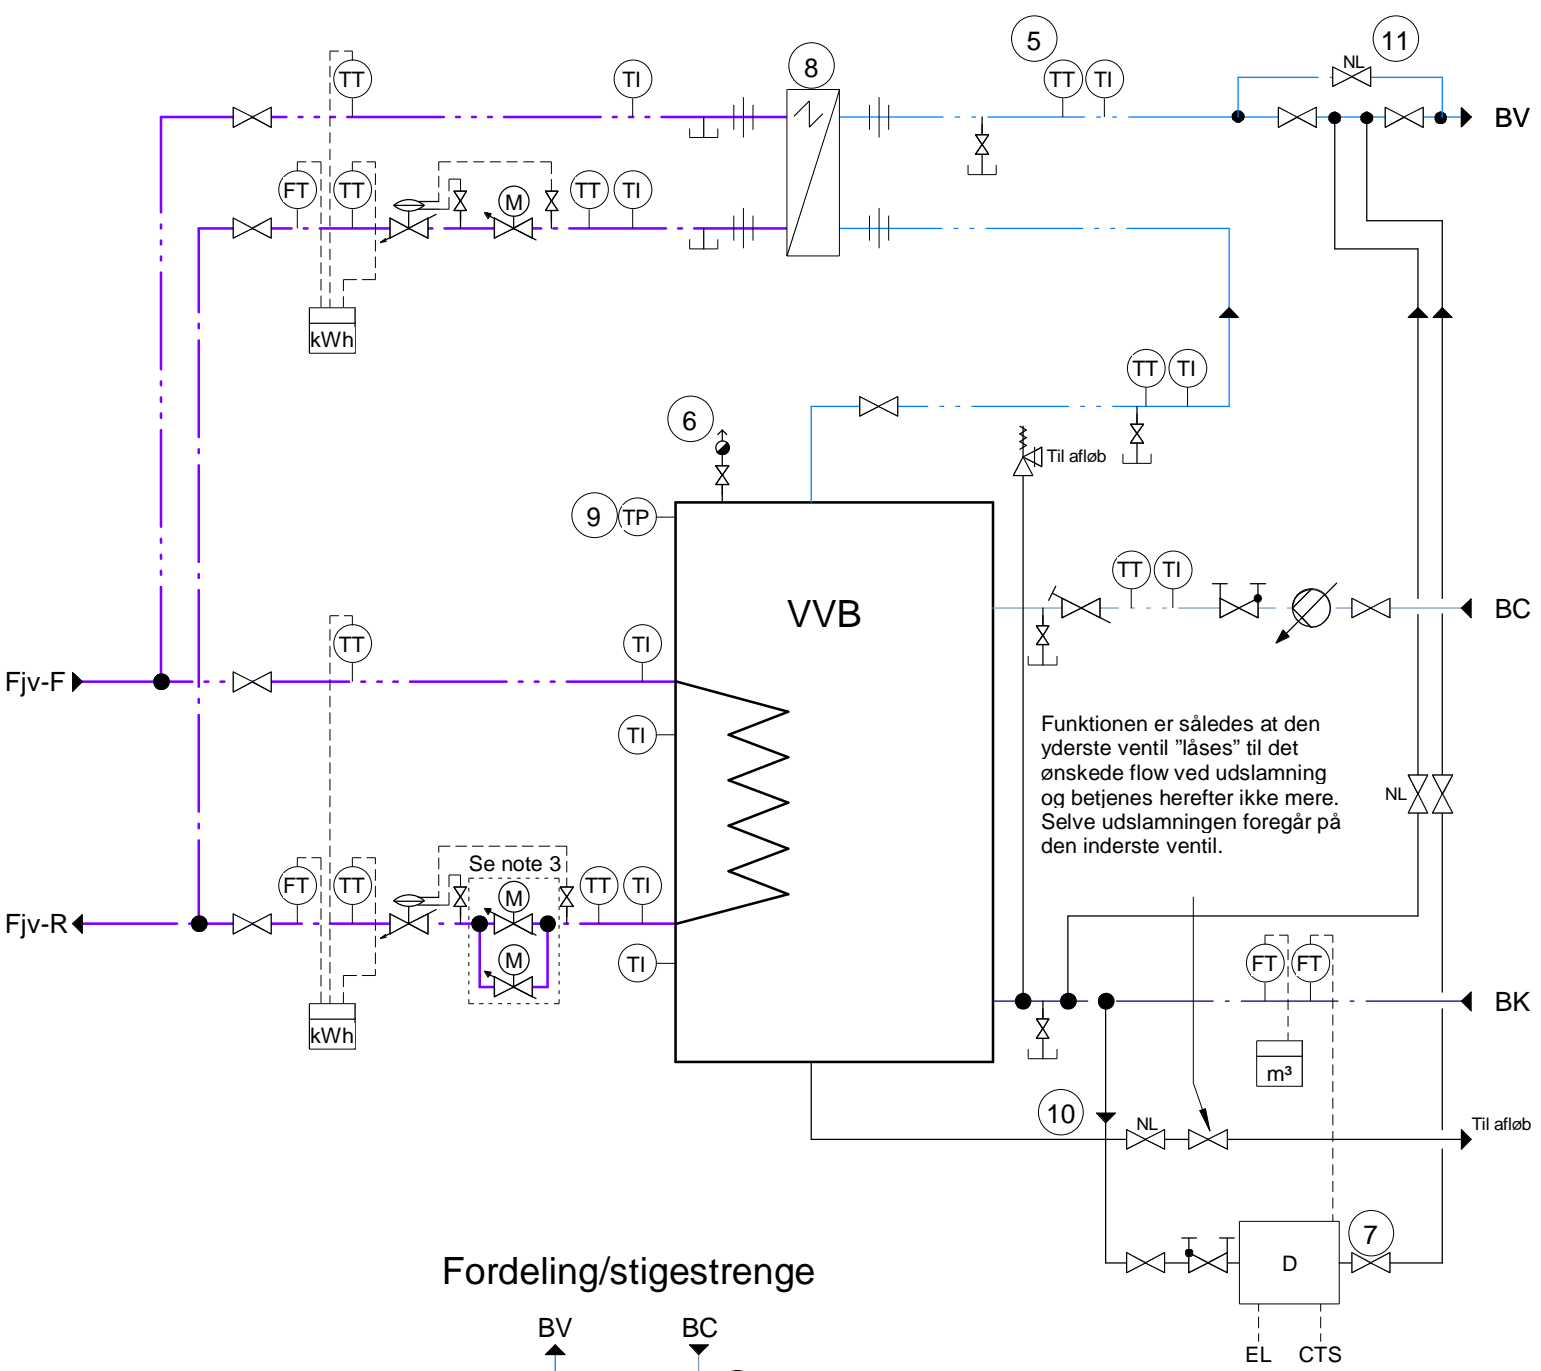 5
11
8
NL
TT
TI
TT
TI
BV
FT
TT
M
TT
TI
kWh
TT
TI
6
Til afløb
9
TP
VVB
TT
TI
BC
TT
TI
Fjv-F
TI
Funktionen er således at den
yderste ventil ”låses” til det
ønskede flow ved udslamning
og betjenes herefter ikke mere.
Selve udslamningen foregår på
den inderste ventil.
NL
Se note 3
FT
TT
M
TT
TI
Fjv-R
M
TI
FT
FT
BK
kWh
m³
10
NL
Til afløb
7
D
Fordeling/stigestrenge
BV
BC
EL
CTS